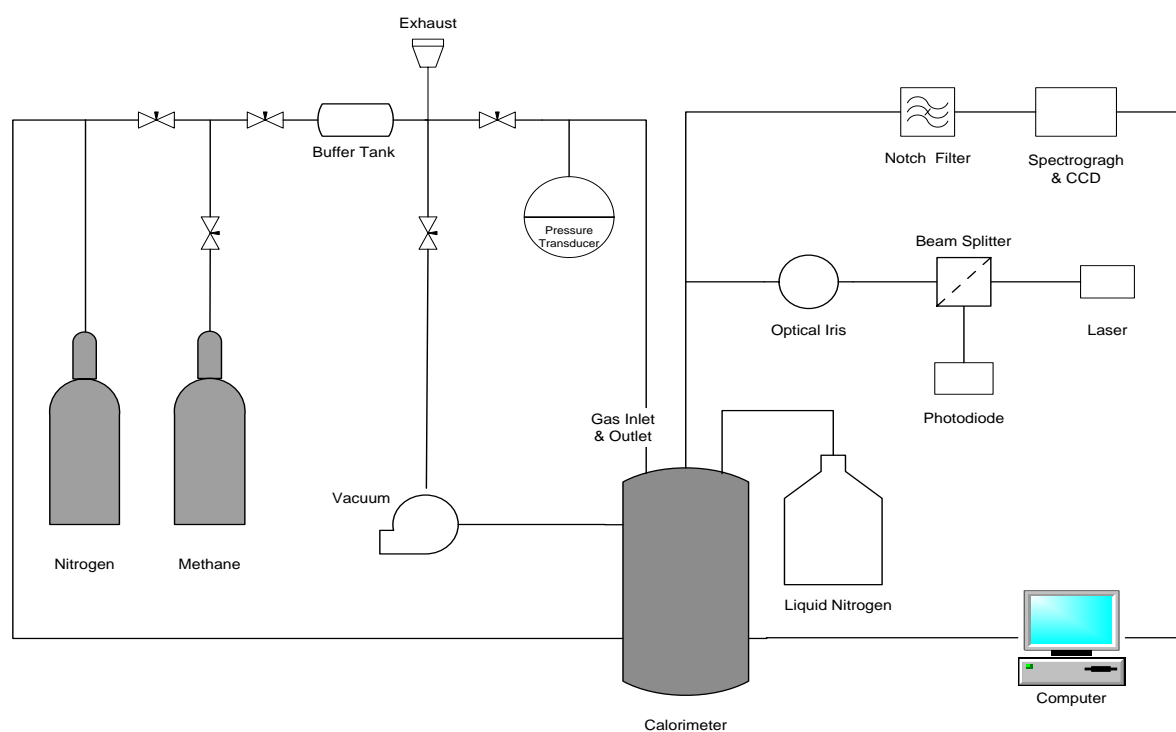 Exhaust
Buffer Tank
Pressure
Transducer
Notch Filter
Spectrogragh
& CCD
Beam Splitter
Optical Iris
Laser
Photodiode
Gas Inlet
& Outlet
Vacuum
Nitrogen
Methane
Liquid Nitrogen
Computer
Calorimeter